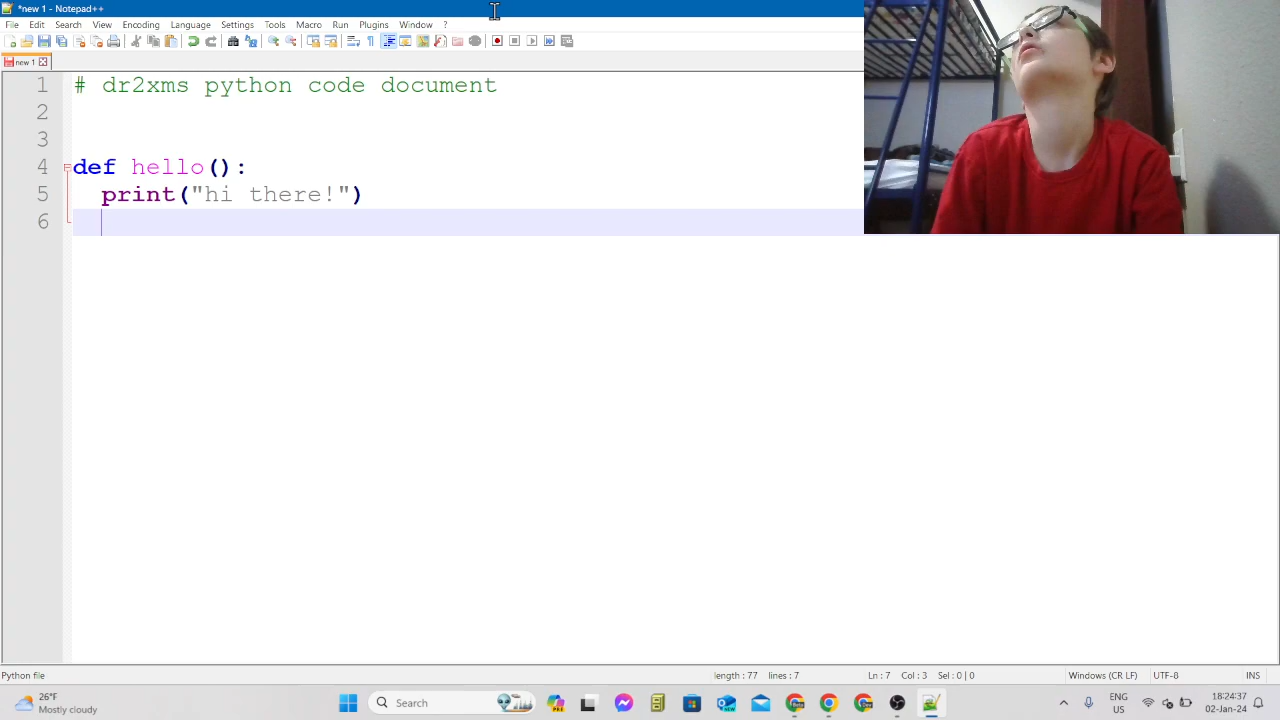 *new 1 - Notepad++
File Edit Search View Encoding Language Settings Tools Macro Run Plugins Window ?
new 1
1 # dr2xms python code document
2
3
4 def hello():
5 print("hi there!")
6
Python file length : 77 lines : 7 Ln : 7 Col : 3 Sel : 0 | 0 Windows (CR LF) UTF-8 INS
26°F
Mostly cloudy
Search
ENG
US
18:24:37
02-Jan-24